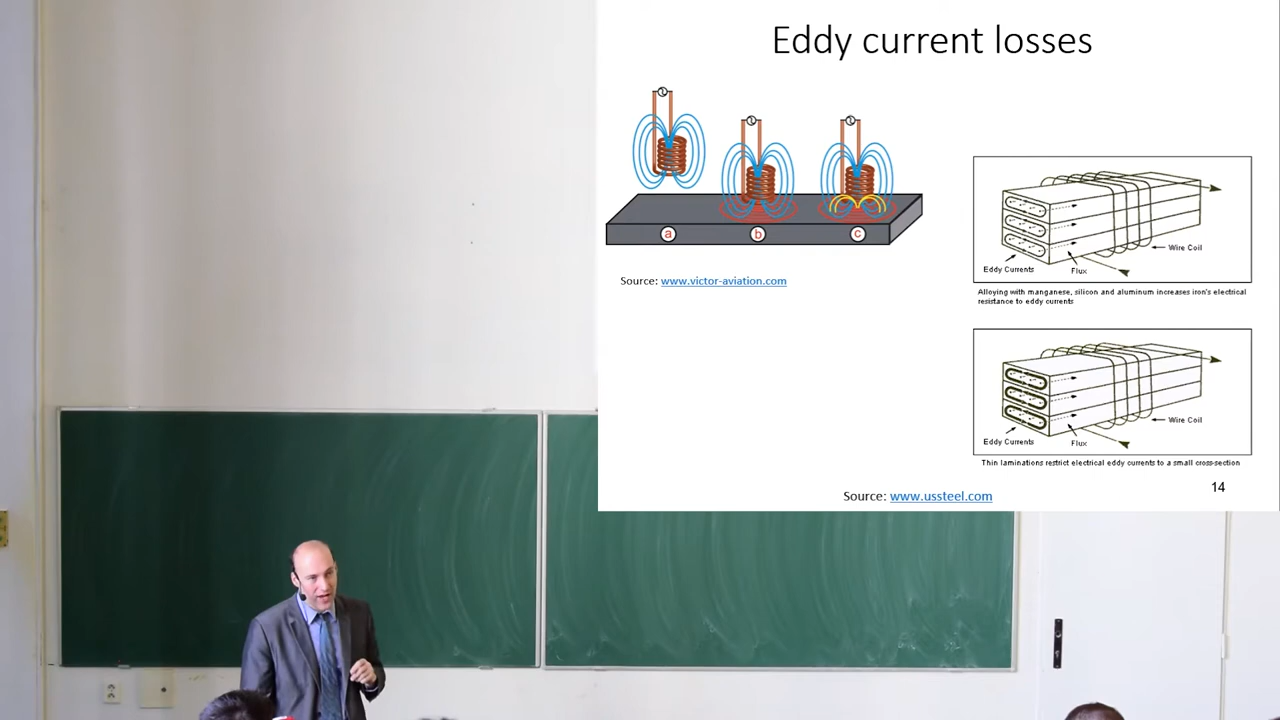 Eddy current losses
a
b
c
Source: www.victor-aviation.com
Wire Coil
Eddy Currents
Flux
Alloying with manganese, silicon and aluminum increases iron's electrical
resistance to eddy currents
Wire Coil
Eddy Currents
Flux
Thin laminations restrict electrical eddy currents to a small cross-section
14
Source: www.ussteel.com